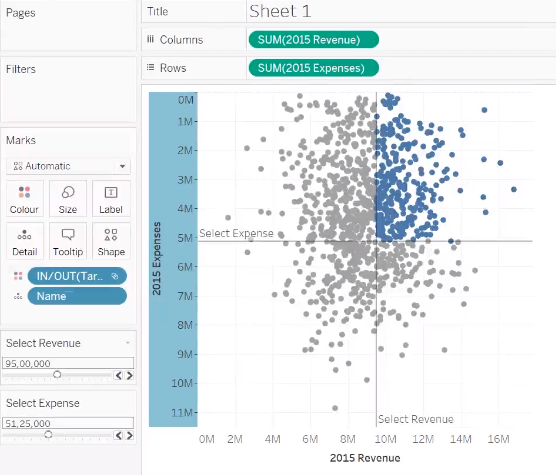 Pages
Title
Sheet 1
Columns
SUM(2015 Revenue)
Rows
SUM(2015 Expenses)
Filters
Marks
Automatic
Colour
Size
Label
Detail
Tooltip
Shape
IN/OUT(Tar..
Name
Select Revenue
95,00,000
Select Expense
51,25,000
2015 Expenses
0M
1M
2M
3M
4M
5M
6M
7M
8M
9M
10M
11M
Select Expense
Select Revenue
0M 2M 4M 6M 8M 10M 12M 14M 16M
2015 Revenue